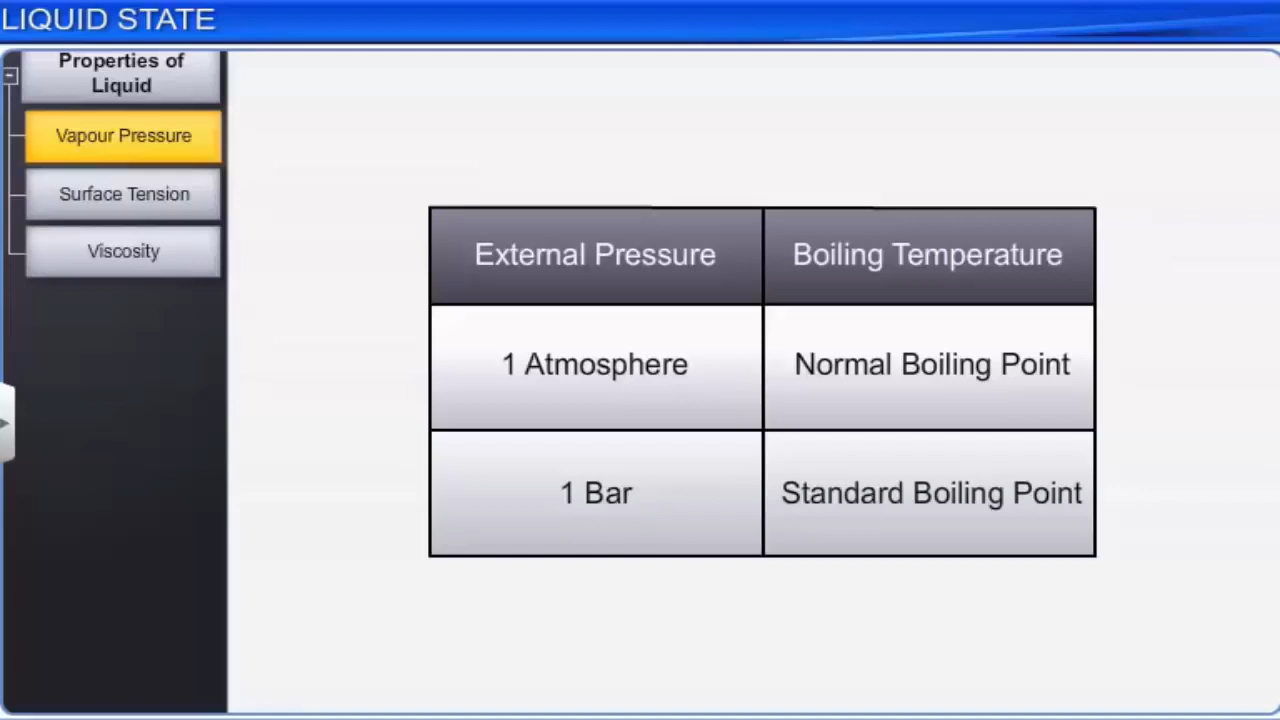 LIQUID STATE
Properties of
Liquid
Vapour Pressure
Surface Tension
Viscosity
External Pressure
Boiling Temperature
1 Atmosphere
Normal Boiling Point
1 Bar
Standard Boiling Point